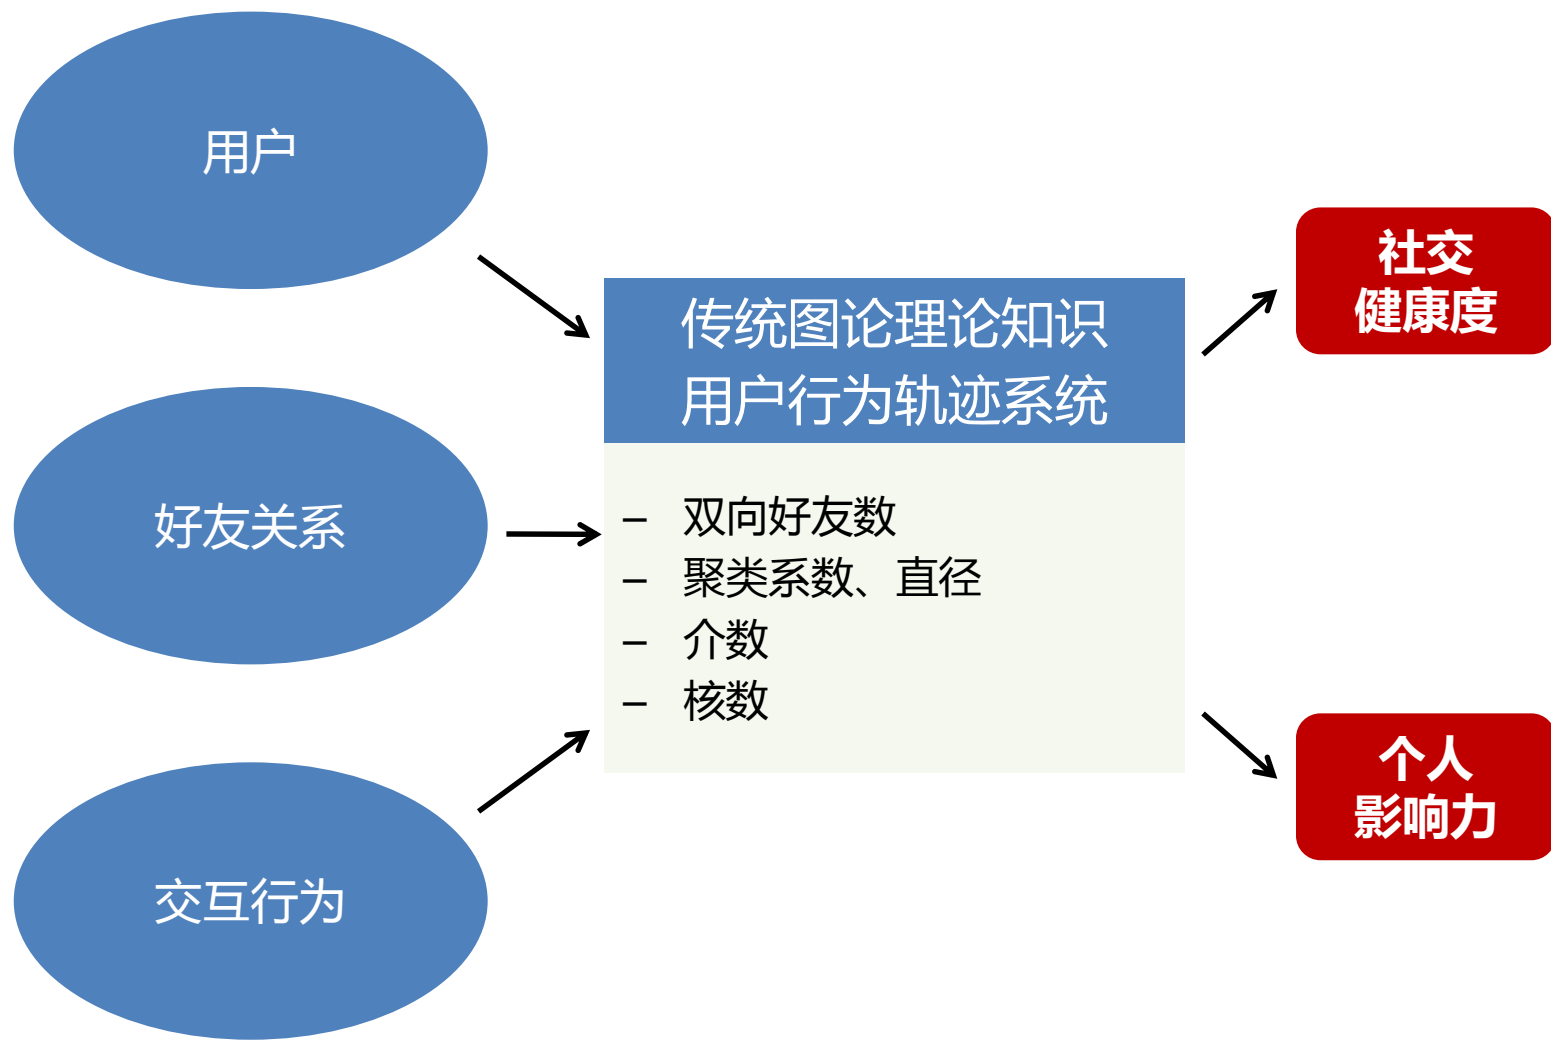 用户
好友关系
交互行为
传统图论理论知识
用户行为轨迹系统
– 双向好友数
– 聚类系数、直径
– 介数
– 核数
社交
健康度
个人
影响力